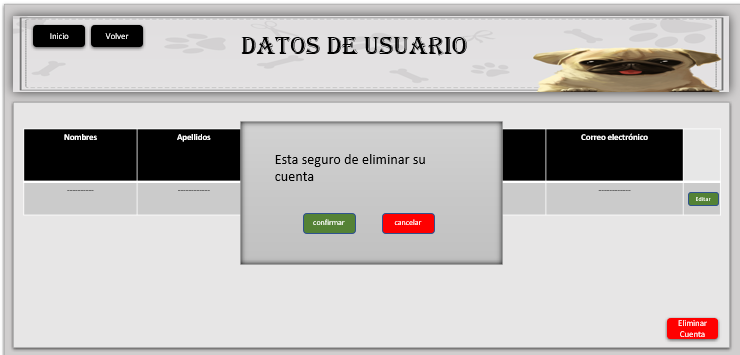 Inicio
Volver
DATOS DE USUARIO
Nombres
Apellidos
Correo electrónico
Esta seguro de eliminar su
cuenta
-----------
-------------
-------------
Editar
confirmar
cancelar
Eliminar
Cuenta